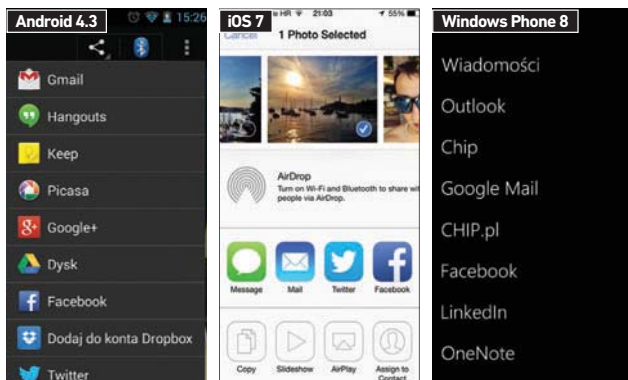 Android 4.3
15:26
Gmail
Hangouts
Keep
Picasa
Google+
Dysk
Facebook
Dodaj do konta Dropbox
Twitter
iOS 7
HR
21:03
55%
Cancel
1 Photo Selected
AirDrop
Turn on Wi-Fi and Bluetooth to share
people via AirDrop.
Message
Mail
Twitter
Facebook
Copy
Slideshow
AirPlay
Assign to
Contact
Windows Phone 8
Wiadomości
Outlook
Chip
Google Mail
CHIP.pl
Facebook
LinkedIn
OneNote